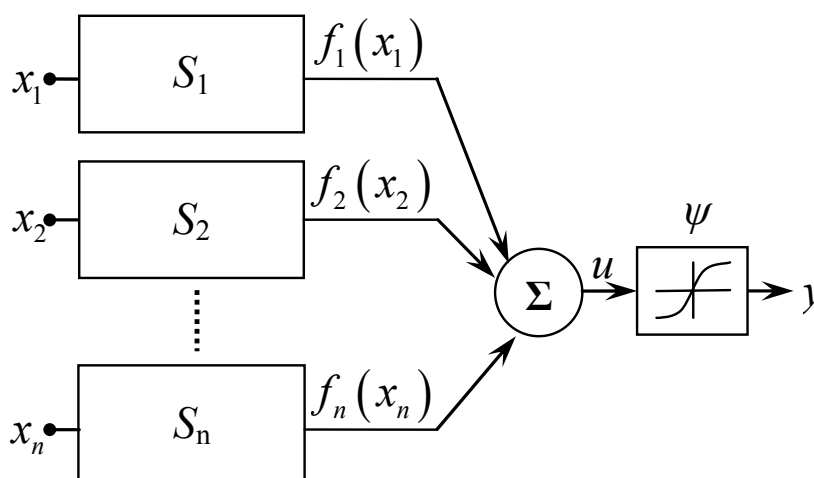 x₁ S₁ f₁(x₁)
x₂ S₂ f₂(x₂)
ψ
Σ u
xₙ Sₙ fₙ(xₙ)